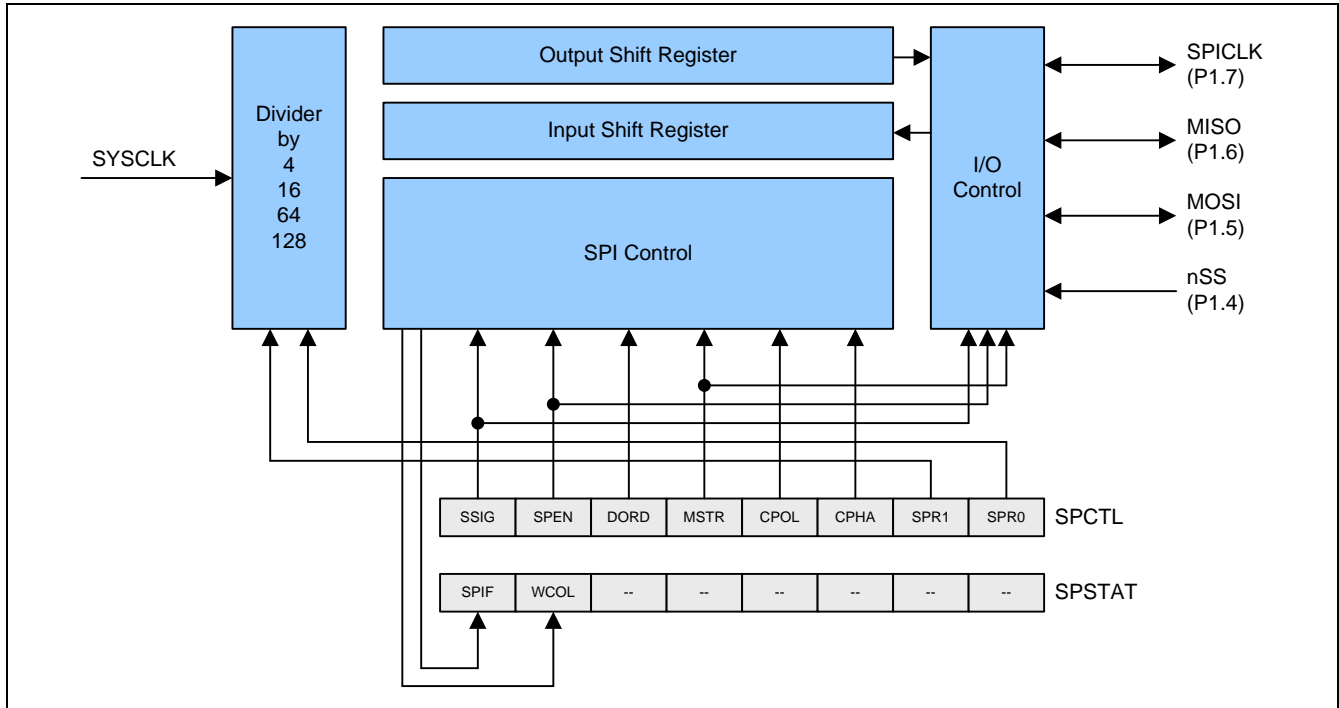 Output Shift Register
Input Shift Register
SPI Control
Divider
by
4
16
64
128
SYSCLK
I/O
Control
SPICLK
(P1.7)
MISO
(P1.6)
MOSI
(P1.5)
nSS
(P1.4)
SSIG SPEN DORD MSTR CPOL CPHA SPR1 SPR0 SPCTL
SPIF WCOL -- -- -- -- -- -- SPSTAT